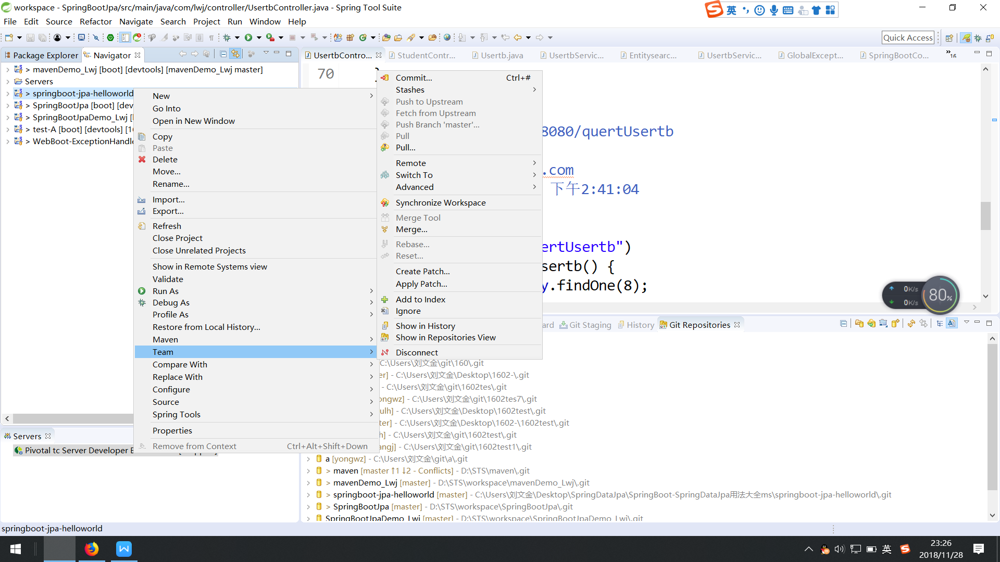 workspace - SpringBootJpa/src/main/java/com/lwj/controller/UsertbController.java - Spring Tool Suite
英
File Edit Source Refactor Navigate Search Project Run Window Help
Quick Access
Package Explorer Navigator
UsertbContro... StudentContr... Usertb.java UsertbServic... Entitysearc... UsertbServic... GlobalExcept... SpringBootCo... »16
> mavenDemo_Lwj [boot] [devtools] [mavenDemo_Lwj master]
Servers
> springboot-jpa-helloworld
> SpringBootJpa [boot] [dev
> SpringBootJpaDemo_Lwj [
> test-A [boot] [devtools] [1
> WebBoot-ExceptionHandle
New
Go Into
Open in New Window
Copy
Paste
Delete
Move...
Rename...
Import...
Export...
Refresh
Close Project
Close Unrelated Projects
Show in Remote Systems view
Validate
Run As
Debug As
Profile As
Restore from Local History...
Maven
Team
Compare With
Replace With
Configure
Source
Spring Tools
Properties
Remove from Context Ctrl+Alt+Shift+Down
Commit... Ctrl+#
Stashes
Push to Upstream
Fetch from Upstream
Push Branch 'master'...
Pull
Pull...
Remote
Switch To
Advanced
Synchronize Workspace
Merge Tool
Merge...
Rebase...
Reset...
Create Patch...
Apply Patch...
Add to Index
Ignore
Show in History
Show in Repositories View
Disconnect
70 }
8080/quertUsertb
.com
下午2:41:04
ertUsertb")
sertb() {
y.findOne(8);
0K/s
0K/s
80%
ard Git Staging History Git Repositories
C:\Users\刘文金\git\160\.git
er] - C:\Users\刘文金\Desktop\1602-\.git
- C:\Users\刘文金\git\1602tes\.git
ongwz] - C:\Users\刘文金\git\1602tes7\.git
ulh] - C:\Users\刘文金\Desktop\1602test\.git
ter] - C:\Users\刘文金\Desktop\1602-\1602test\.git
h] - C:\Users\刘文金\git\1602test\.git
angj] - C:\Users\刘文金\git\1602test1\.git
a [yongwz] - C:\Users\刘文金\git\a\.git
> maven [master ↑1 ↓2 - Conflicts] - D:\STS\maven\.git
> mavenDemo_Lwj [master] - D:\STS\workspace\mavenDemo_Lwj\.git
> springboot-jpa-helloworld [master] - C:\Users\刘文金\Desktop\SpringDataJpa\SpringBoot-SpringDataJpa用法大全ms\springboot-jpa-helloworld\.git
> SpringBootJpa [master] - D:\STS\workspace\SpringBootJpa\.git
SpringBootJpaDemo_Lwj [master] - D:\STS\workspace\SpringBootJpaDemo_Lwj\.git
Servers
Pivotal tc Server Developer E
springboot-jpa-helloworld
英
23:26
2018/11/28